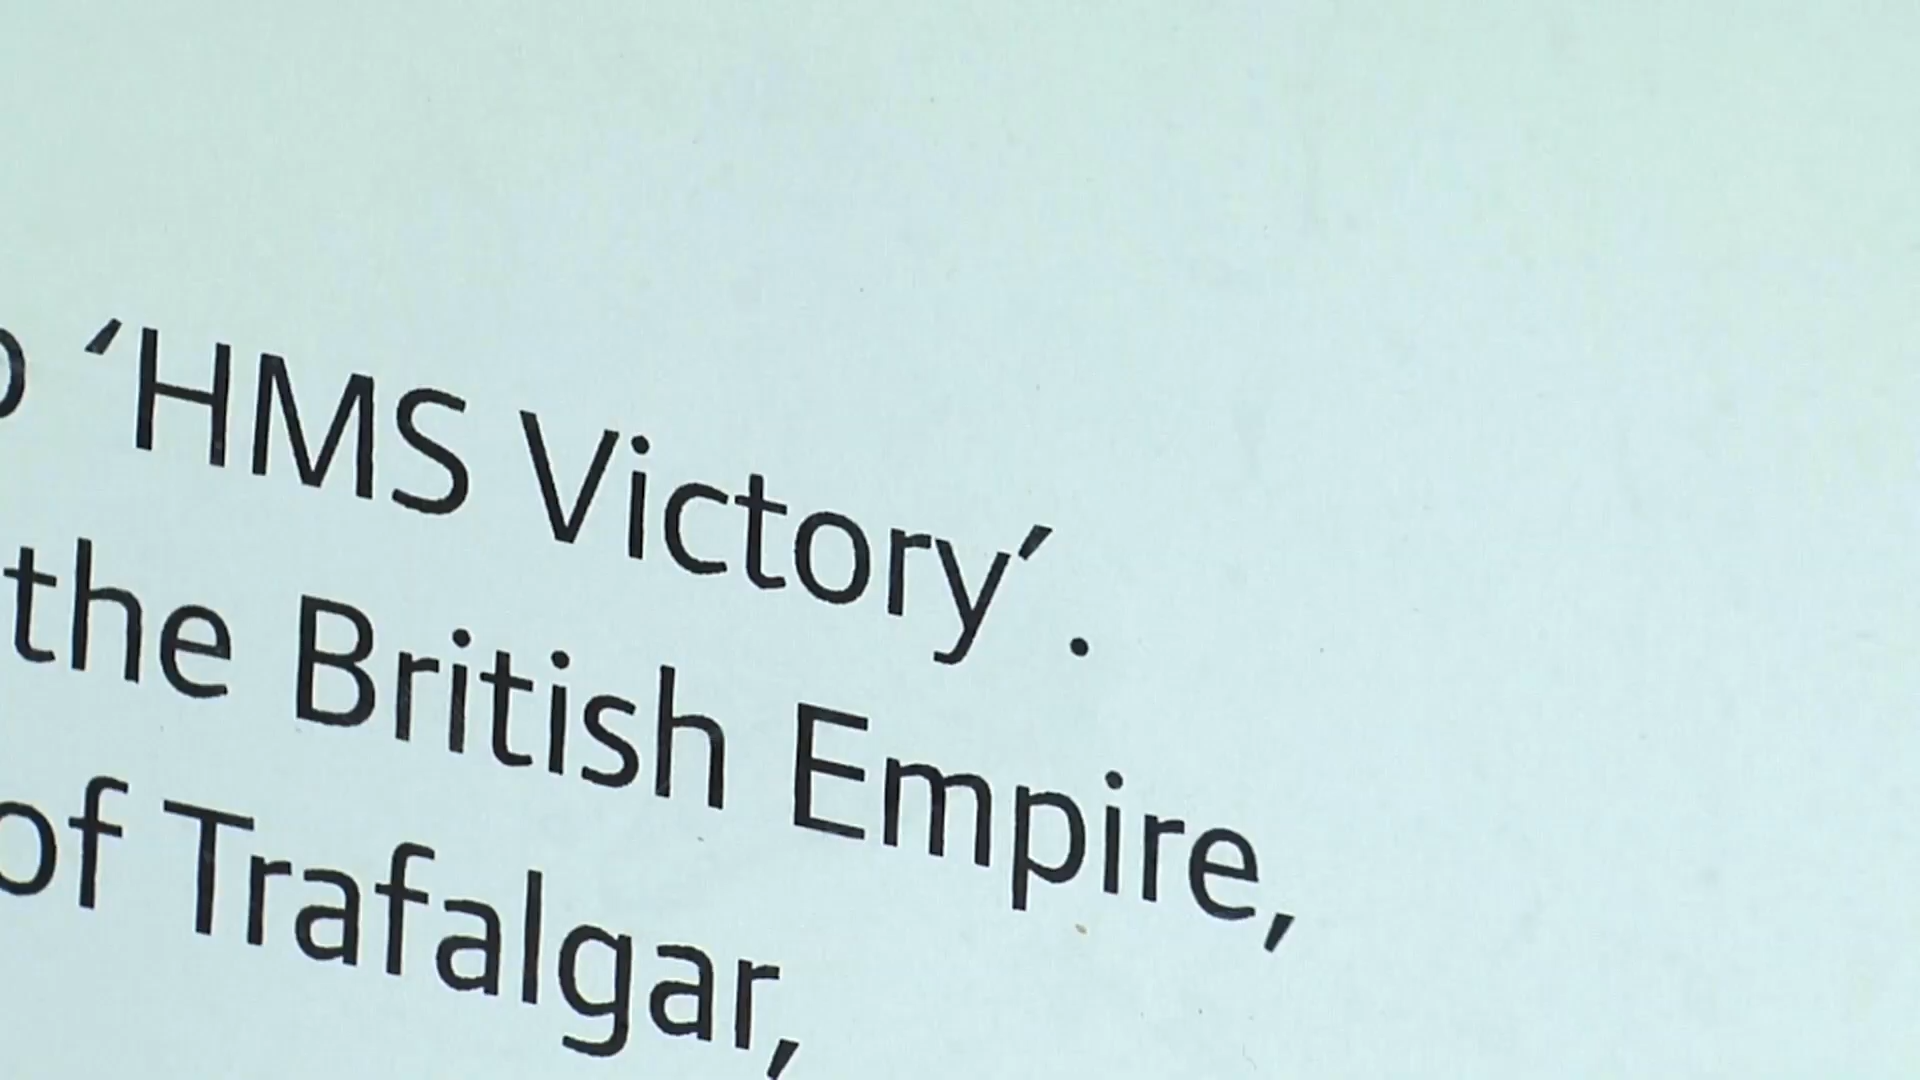 ‘HMS Victory’ .
the British Empire,
of Trafalgar,